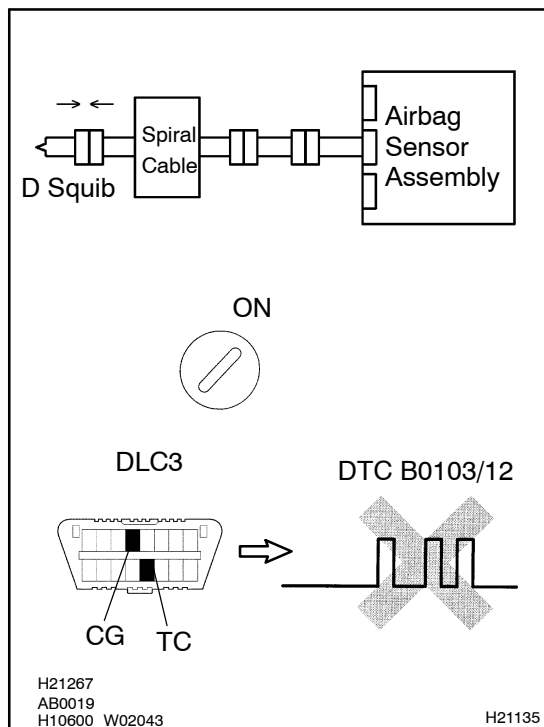 Spiral
Cable
Airbag
Sensor
Assembly
D Squib
ON
DLC3
DTC B0103/12
CG
TC
H21267
AB0019
H10600 W02043
H21135